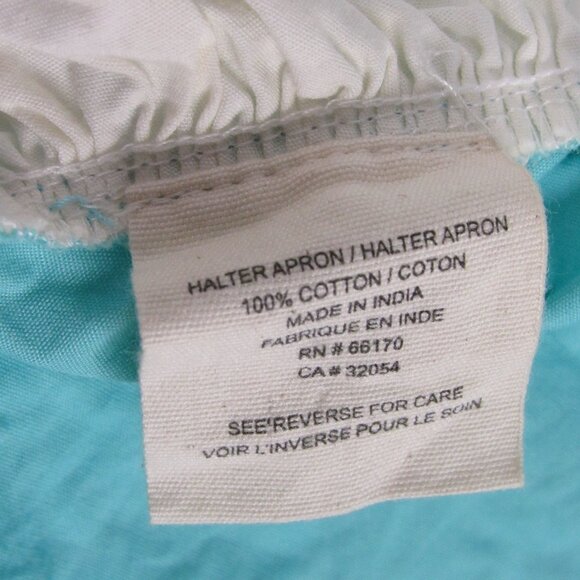 HALTER APRON / HALTER APRON
100% COTTON / COTON
MADE IN INDIA
FABRIQUE EN INDE
RN # 66170
CA # 32054
SEE'REVERSE FOR CARE
VOIR L'INVERSE POUR LE SOIN